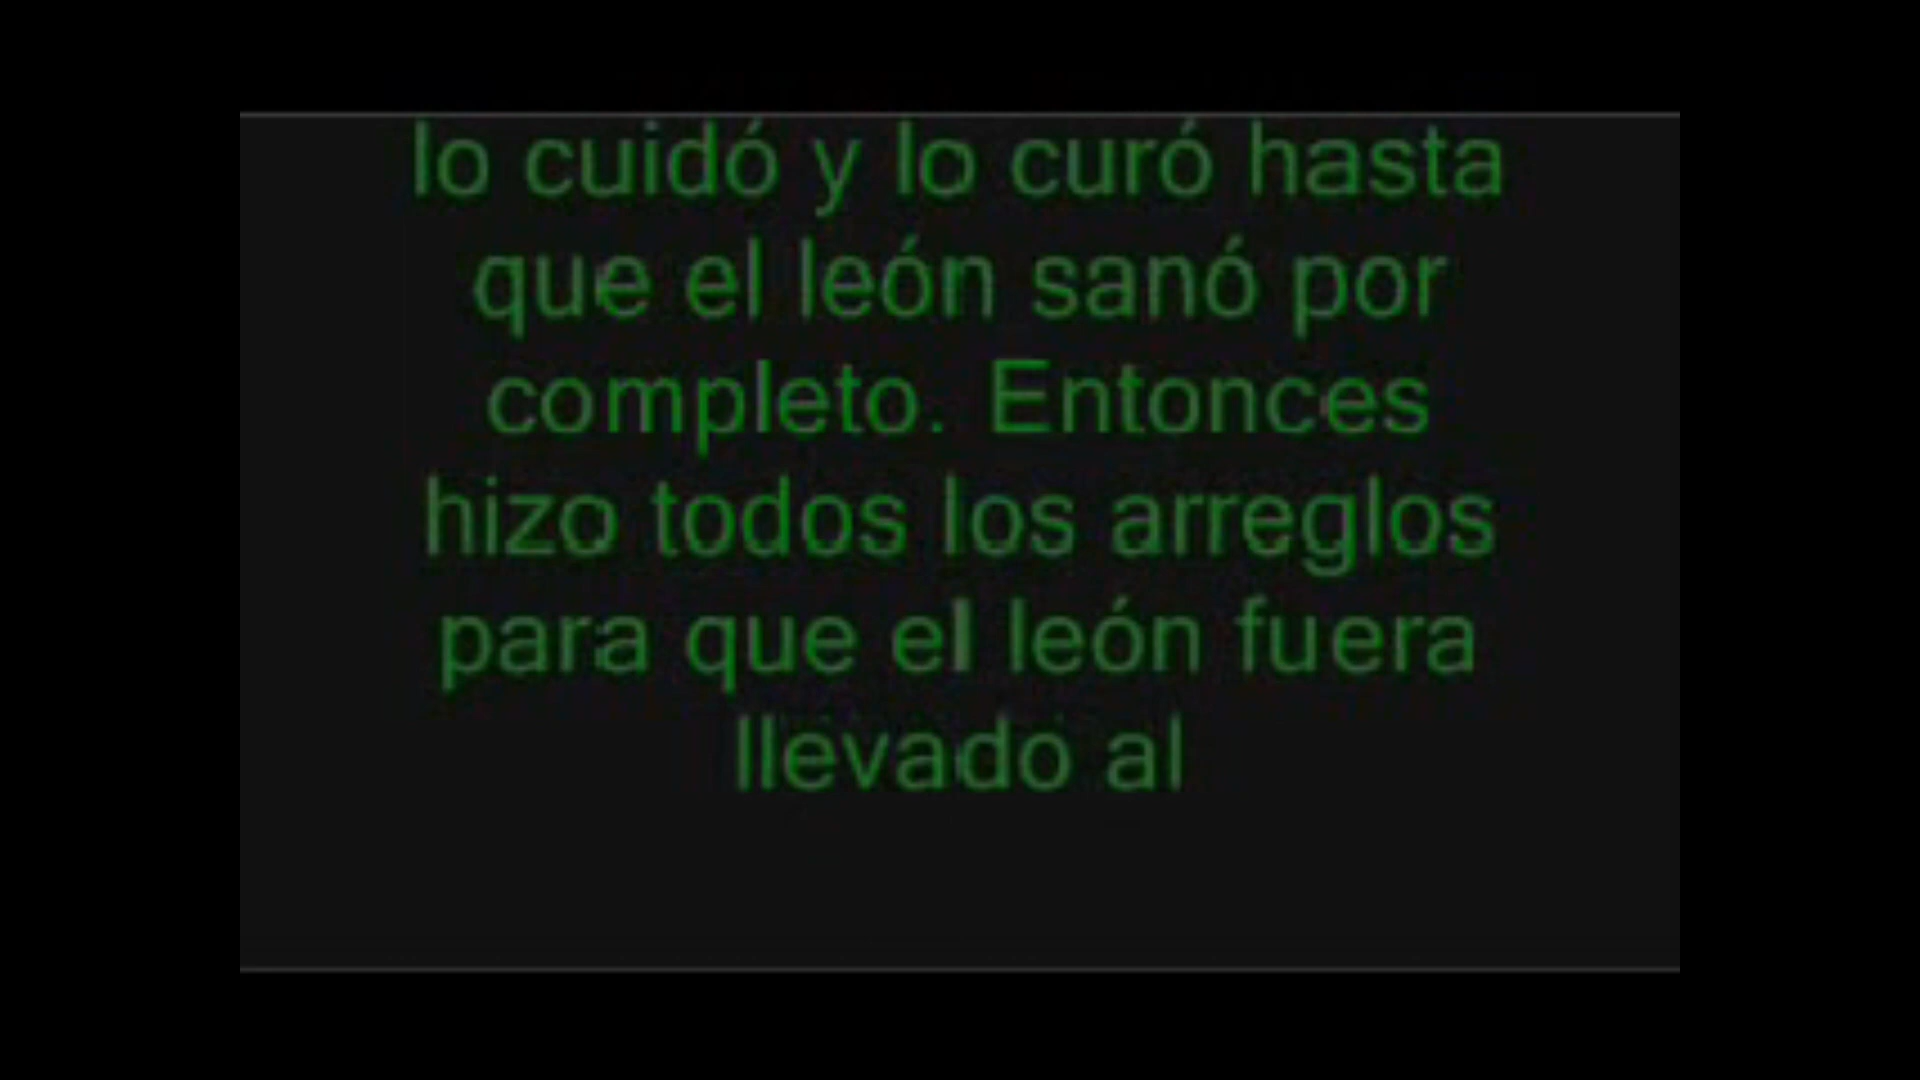 lo cuidó y lo curó hasta
que el león sanó por
completo. Entonces
hizo todos los arreglos
para que el león fuera
llevado al